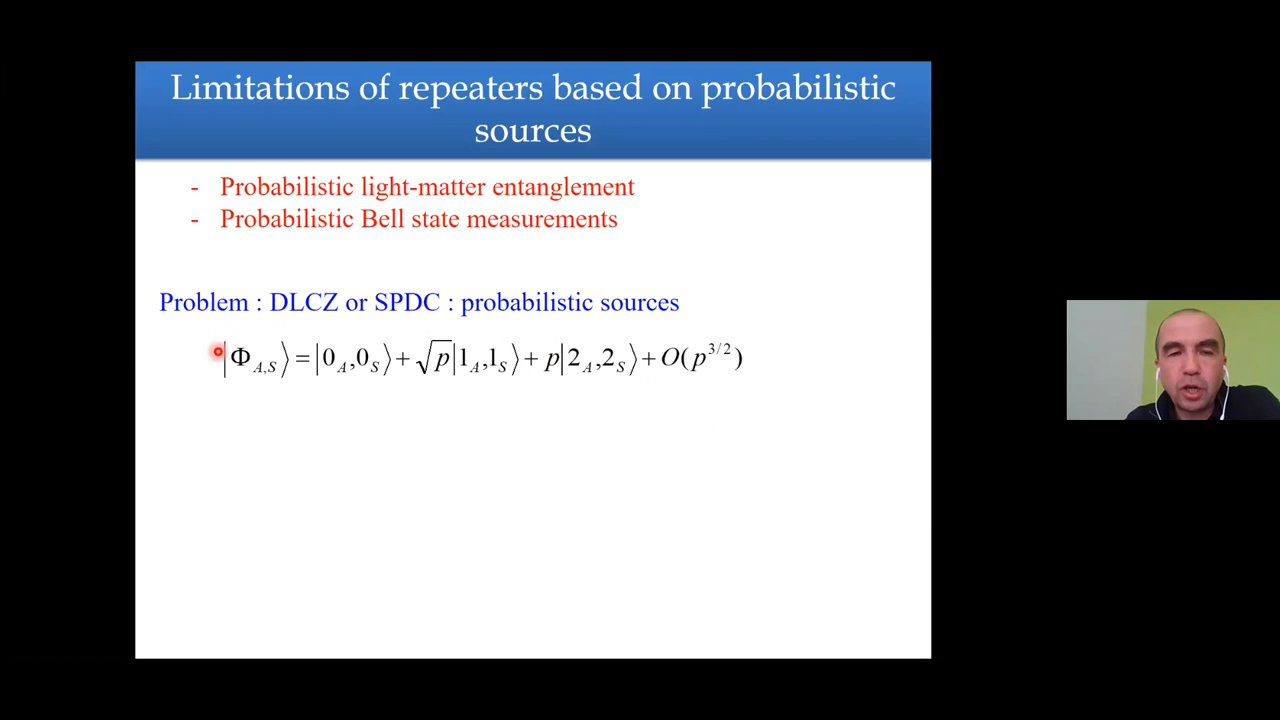 Limitations of repeaters based on probabilistic
sources
- Probabilistic light-matter entanglement
- Probabilistic Bell state measurements
Problem : DLCZ or SPDC : probabilistic sources
|Φ_{A,S}⟩ = |0_A,0_S⟩ + √p|1_A,1_S⟩ + p|2_A,2_S⟩ + O(p^{3/2})